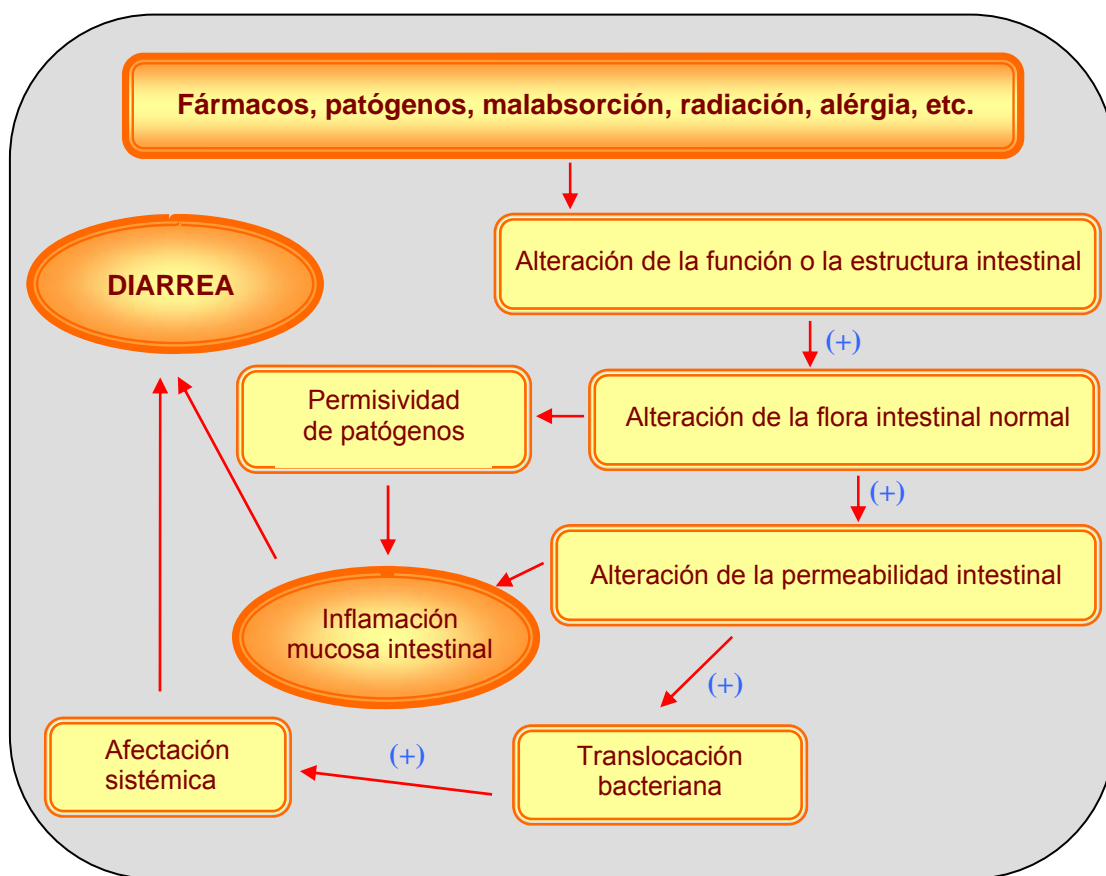 Fármacos, patógenos, malabsorción, radiación, alérgia, etc.
Alteración de la función o la estructura intestinal
DIARREA
(+)
Permisividad
de patógenos
Alteración de la flora intestinal normal
(+)
Alteración de la permeabilidad intestinal
Inflamación
mucosa intestinal
(+)
Afectación
sistémica
(+)
Translocación
bacteriana